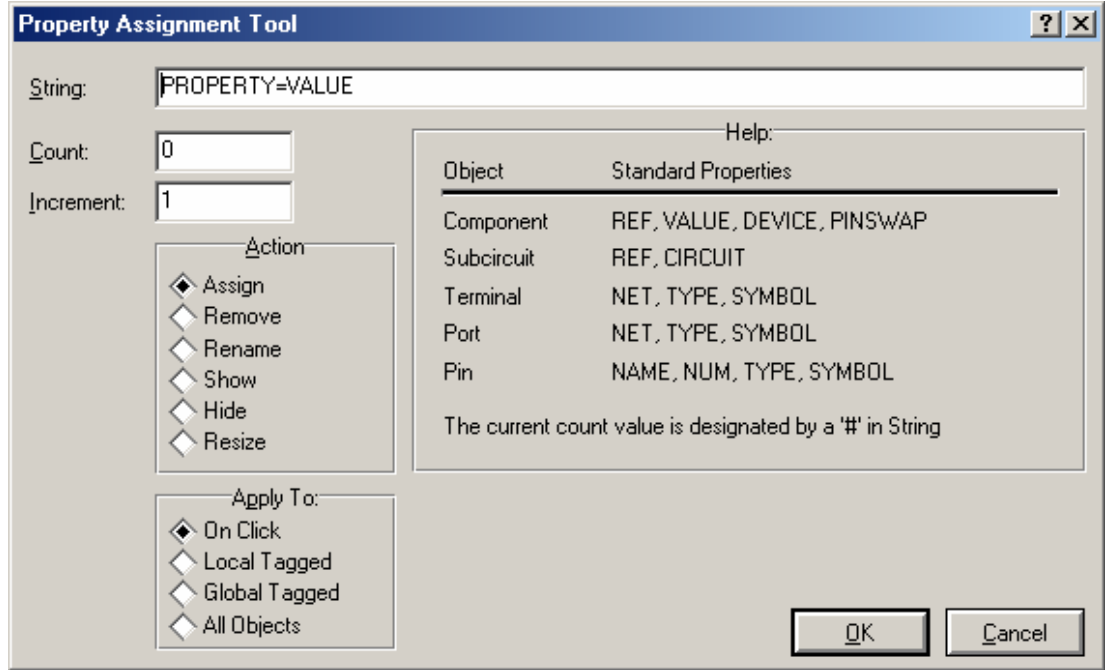 Property Assignment Tool
String: PROPERTY=VALUE
Count: 0
Increment: 1
Action
Assign
Remove
Rename
Show
Hide
Resize
Apply To:
On Click
Local Tagged
Global Tagged
All Objects
Help:
Object Standard Properties
Component REF, VALUE, DEVICE, PINSWAP
Subcircuit REF, CIRCUIT
Terminal NET, TYPE, SYMBOL
Port NET, TYPE, SYMBOL
Pin NAME, NUM, TYPE, SYMBOL
The current count value is designated by a '#' in String
OK Cancel